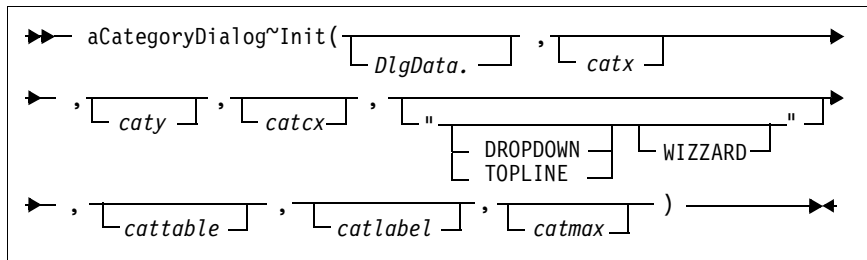 aCategoryDialog~Init( , 
DlgData. catx
, , , " "
caty catcx DROPDOWN WIZZARD
TOPLINE
, , , )
cattable catlabel catmax